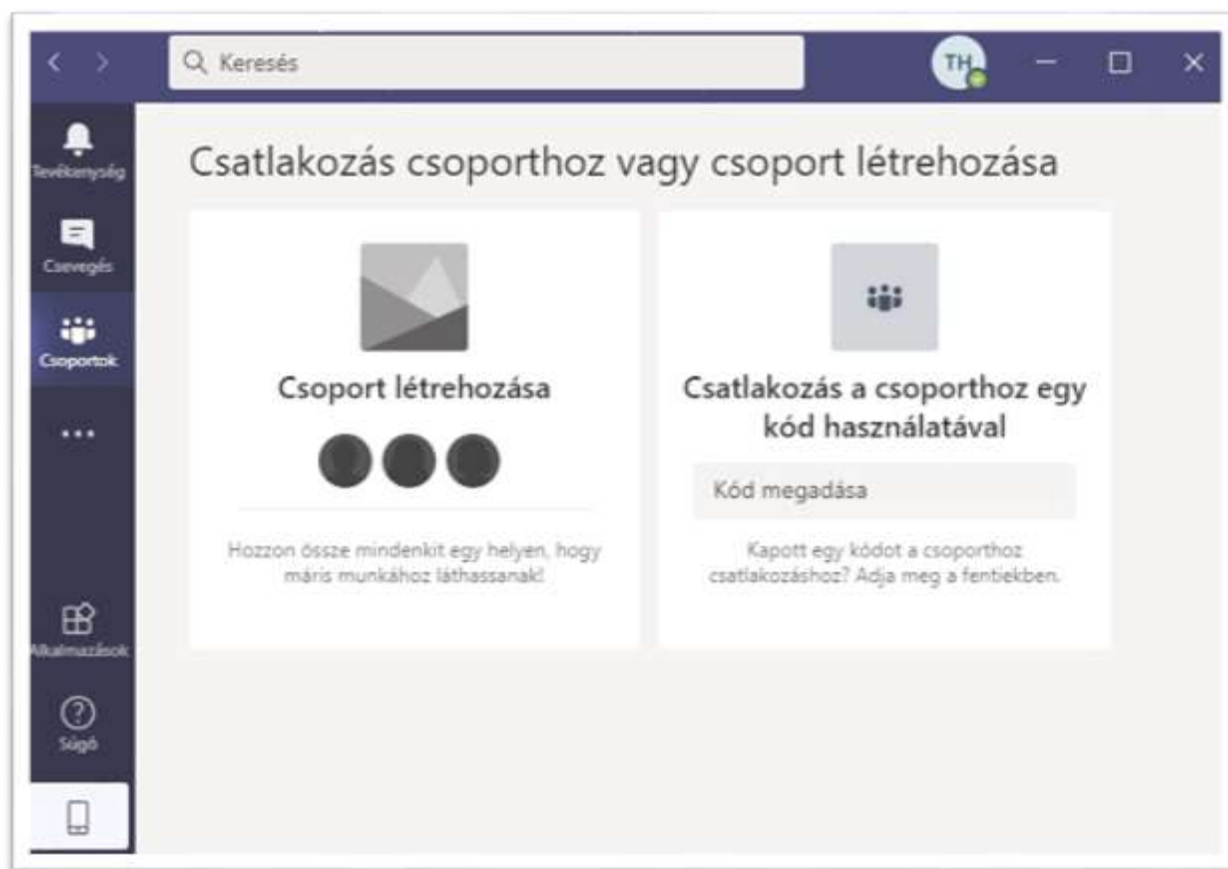 Keresés
TH
Tevékenység
Csevegés
Csoportok
Alkalmazások
Súgó
Csatlakozás csoporthoz vagy csoport létrehozása
Csoport létrehozása
Hozzon össze mindenkit egy helyen, hogy
máris munkához láthassanak!
Csatlakozás a csoporthoz egy
kód használatával
Kód megadása
Kapott egy kódot a csoporthoz
csatlakozáshoz? Adja meg a fentiekben.